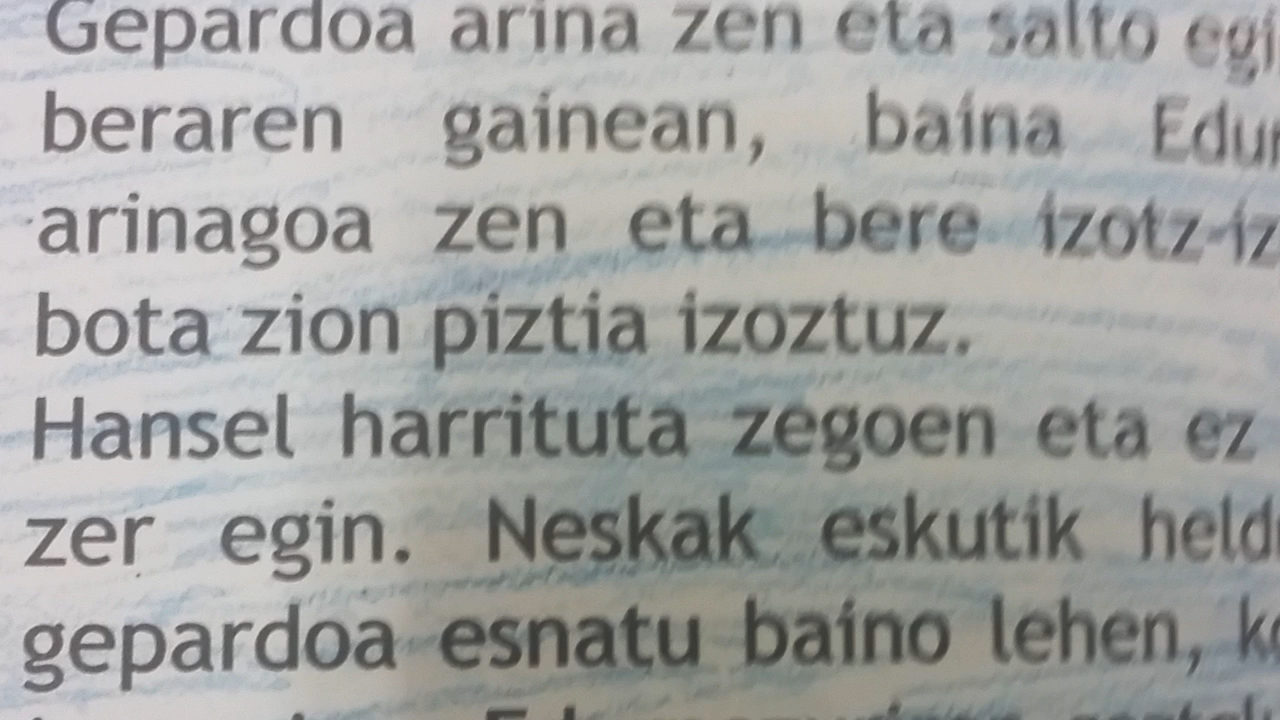 Gepardoa arina zen eta salto
beraren gainean, baina
arinagoa zen eta bere
bota zion piztia izoztuz.
Hansel harrituta zegoen eta ez
zer egin. Neskak eskutik
gepardoa esnatu baino lehen,